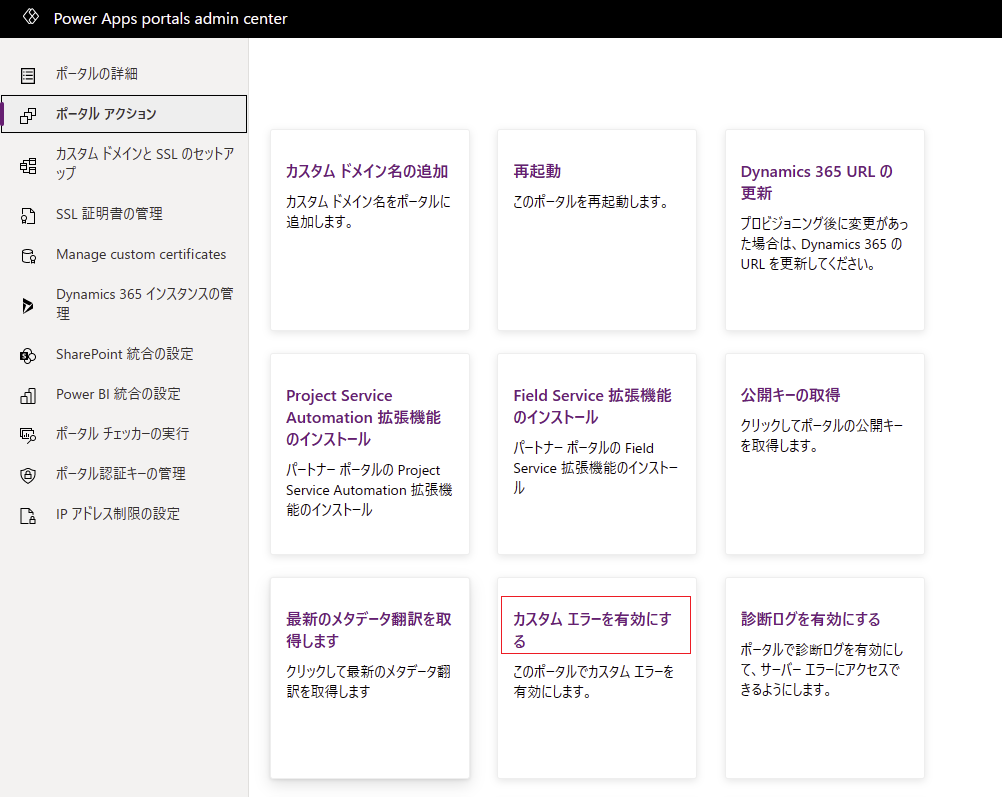 Power Apps portals admin center
ポータルの詳細
ポータル アクション
カスタム ドメインと SSL のセットア
ップ
SSL 証明書の管理
Manage custom certificates
Dynamics 365 インスタンスの管
理
SharePoint 統合の設定
Power BI 統合の設定
ポータル チェッカーの実行
ポータル認証キーの管理
IP アドレス制限の設定
カスタム ドメイン名の追加
カスタム ドメイン名をポータルに
追加します。
再起動
このポータルを再起動します。
Dynamics 365 URL の
更新
プロビジョニング後に変更があっ
た場合は、Dynamics 365 の
URL を更新してください。
Project Service
Automation 拡張機能
のインストール
パートナー ポータルの Project
Service Automation 拡張機
能のインストール
Field Service 拡張機能
のインストール
パートナー ポータルの Field
Service 拡張機能のインストー
ル
公開キーの取得
クリックしてポータルの公開キー
を取得します。
最新のメタデータ翻訳を取
得します
クリックして最新のメタデータ翻
訳を取得します
カスタム エラーを有効にす
る
このポータルでカスタム エラーを
有効にします。
診断ログを有効にする
ポータルで診断ログを有効にし
て、サーバー エラーにアクセスで
きるようにします。